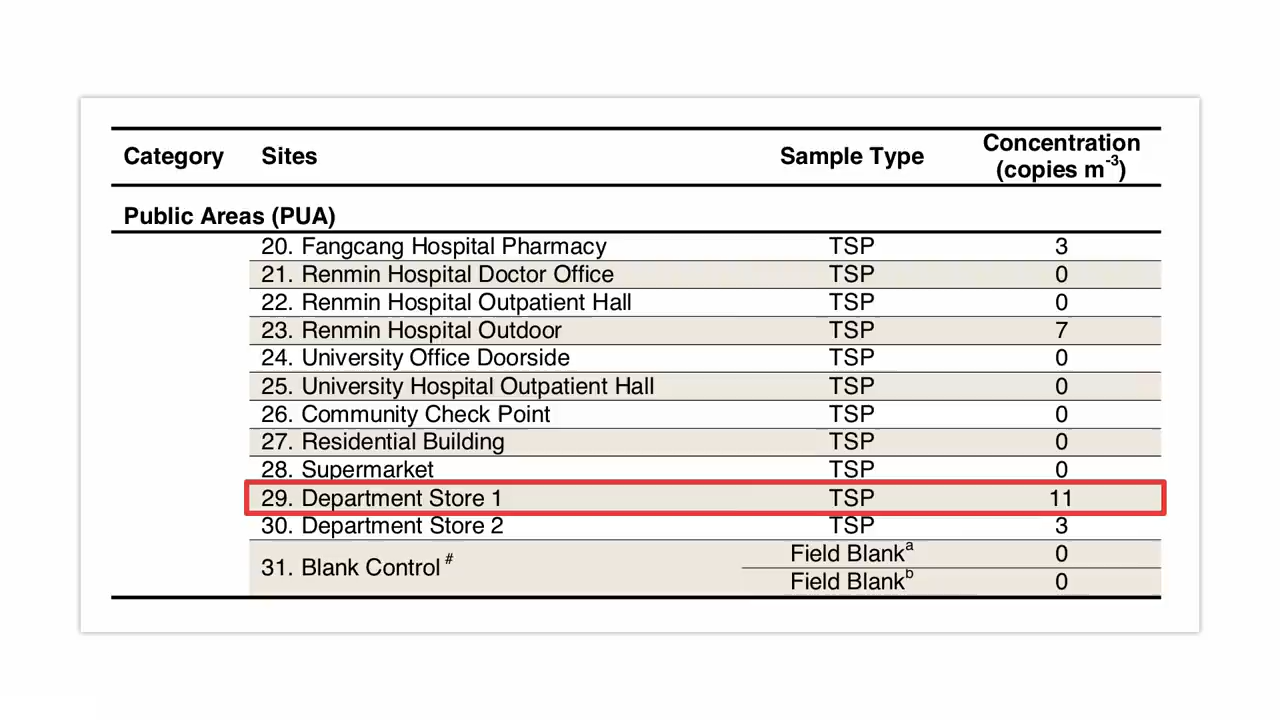 Category Sites Sample Type Concentration (copies m-3)
Public Areas (PUA)
20. Fangcang Hospital Pharmacy TSP 3
21. Renmin Hospital Doctor Office TSP 0
22. Renmin Hospital Outpatient Hall TSP 0
23. Renmin Hospital Outdoor TSP 7
24. University Office Doorside TSP 0
25. University Hospital Outpatient Hall TSP 0
26. Community Check Point TSP 0
27. Residential Building TSP 0
28. Supermarket TSP 0
29. Department Store 1 TSP 11
30. Department Store 2 TSP 3
31. Blank Control # Field Blank a 0
Field Blank b 0